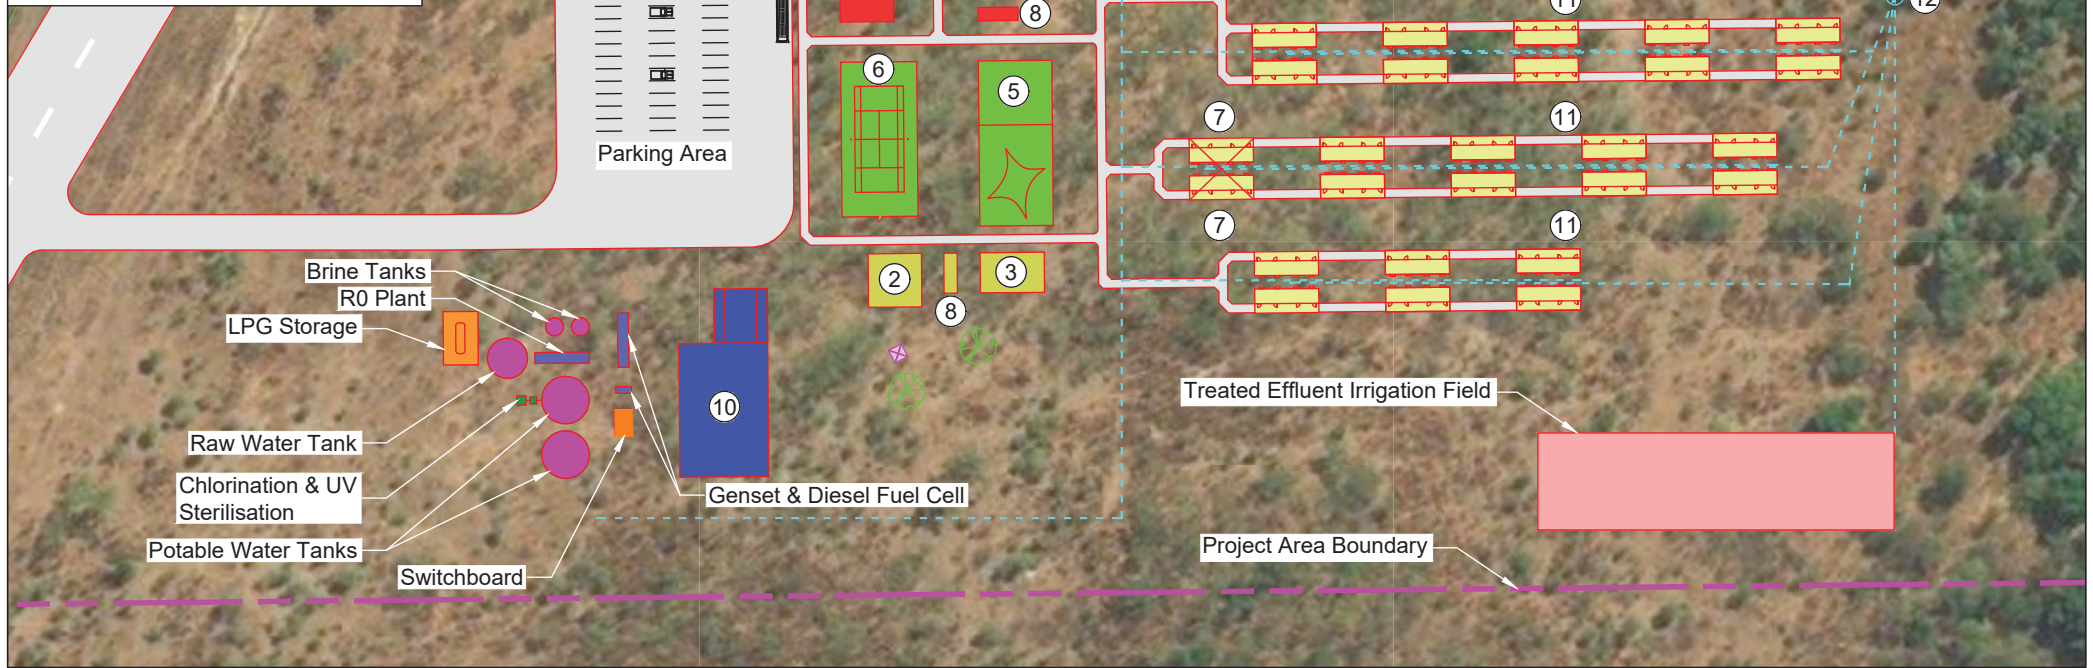 8
11
12
6
5
7
11
Parking Area
7
11
Brine Tanks
2
3
R0 Plant
8
LPG Storage
Treated Effluent Irrigation Field
10
Raw Water Tank
Chlorination & UV
Sterilisation
Genset & Diesel Fuel Cell
Potable Water Tanks
Project Area Boundary
Switchboard